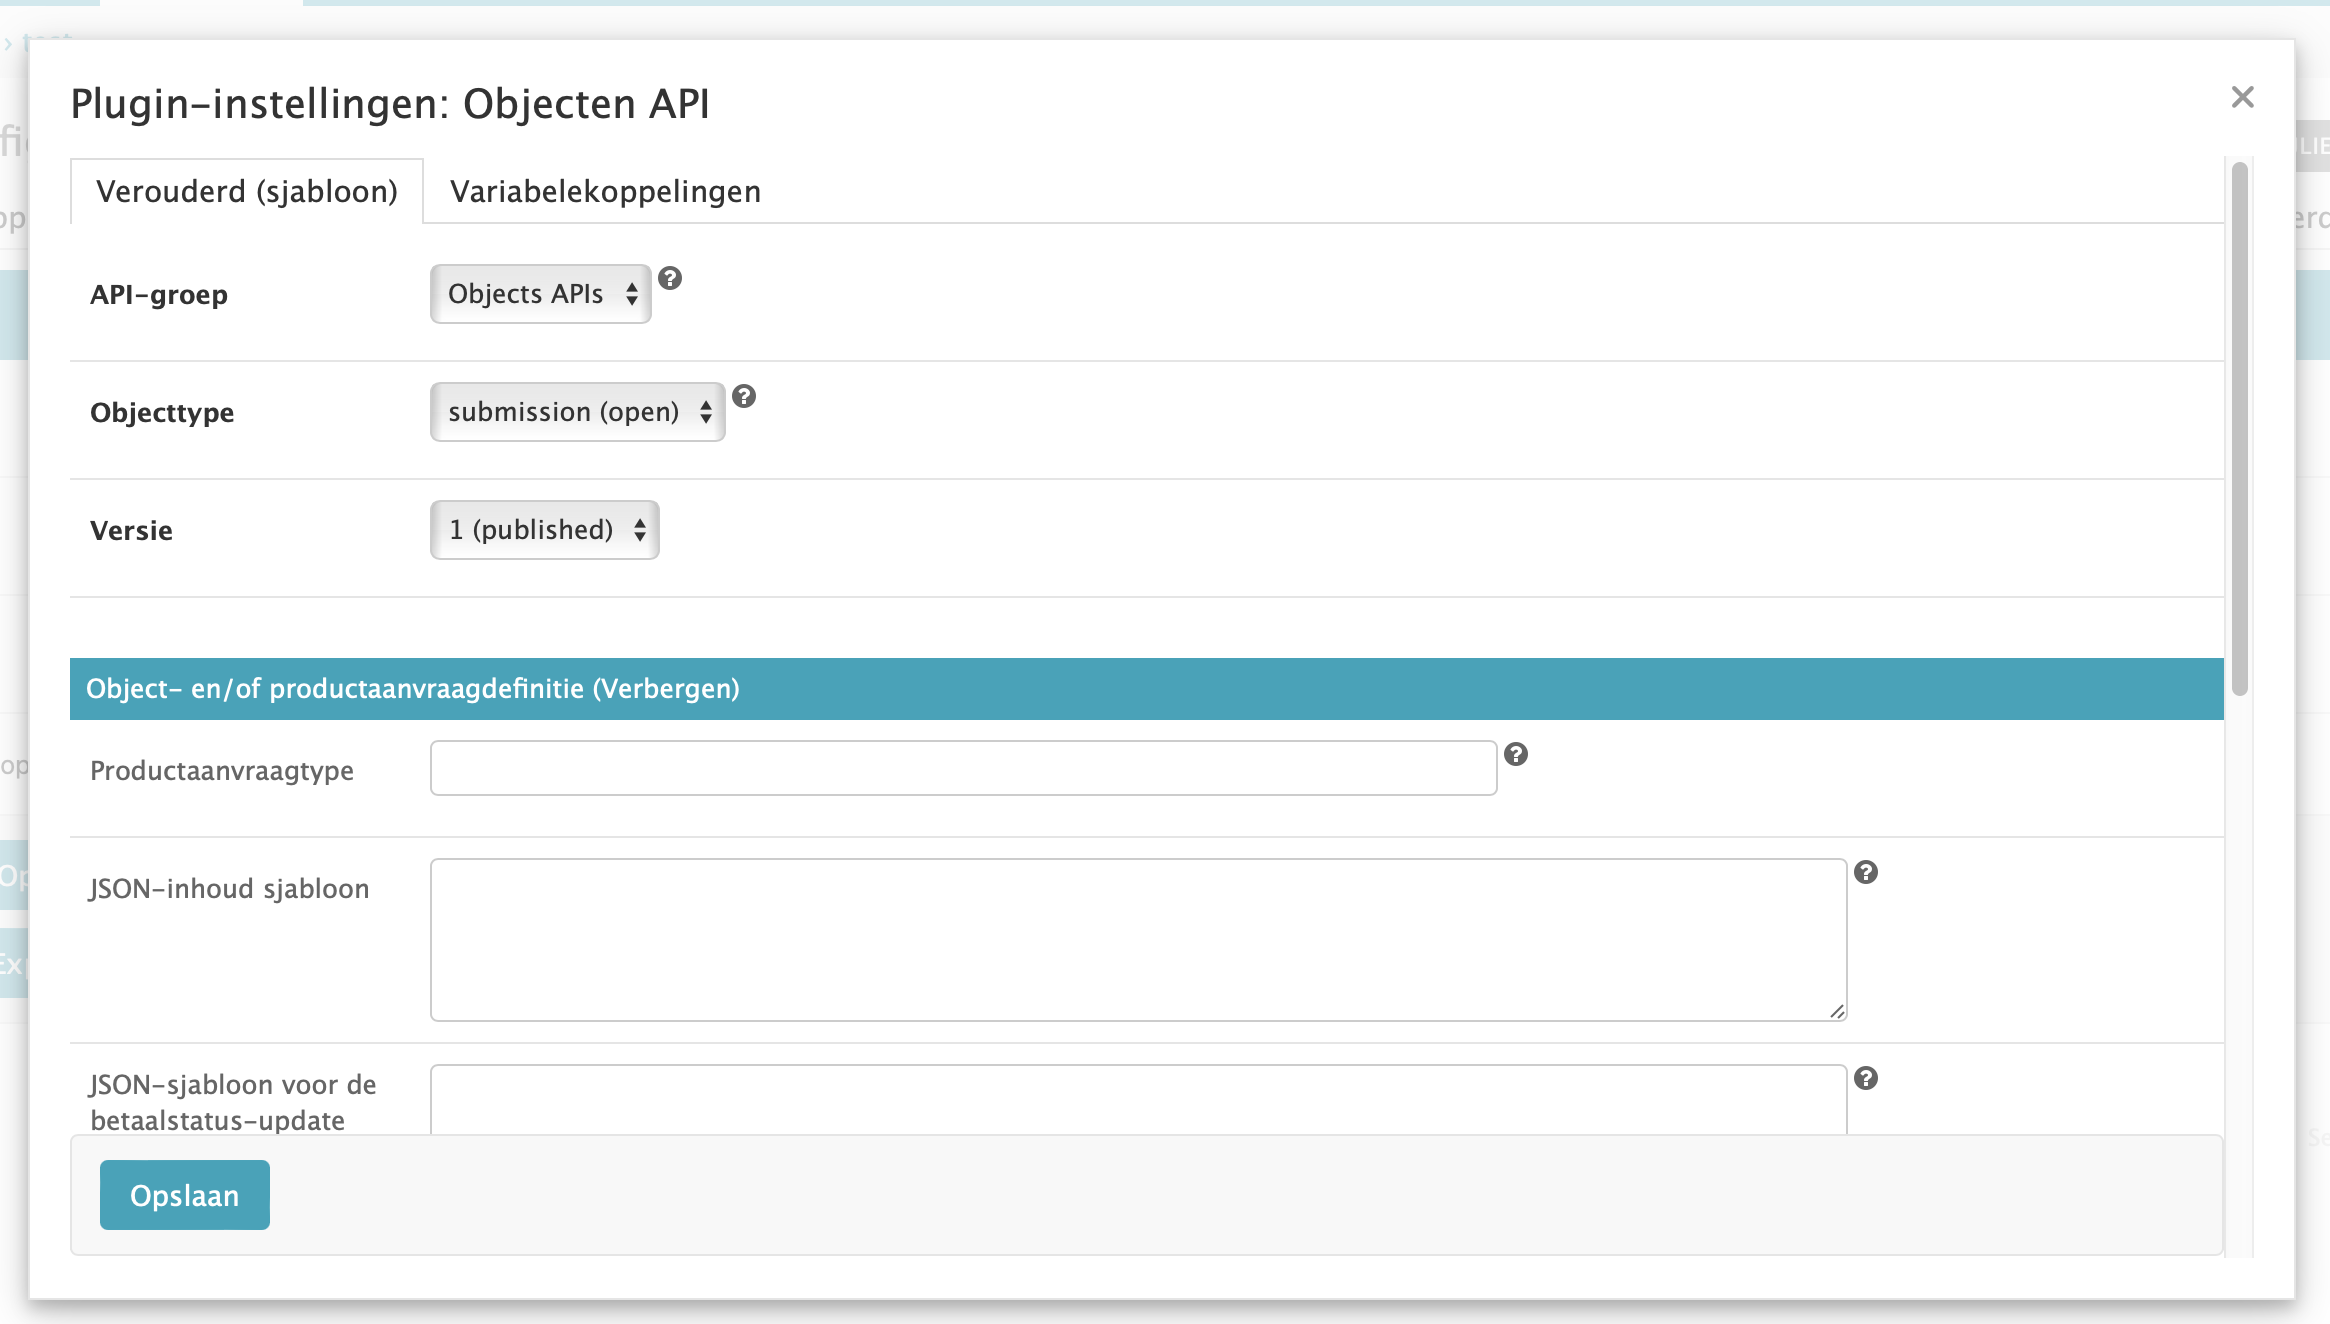 Plugin-instellingen: Objecten API
Verouderd (sjabloon) Variabelekoppelingen
API-groep Objects APIs
Objecttype submission (open)
Versie 1 (published)
Object- en/of productaanvraagdefinitie (Verbergen)
Productaanvraagtype
JSON-inhoud sjabloon
JSON-sjabloon voor de
betaalstatus-update
Opslaan